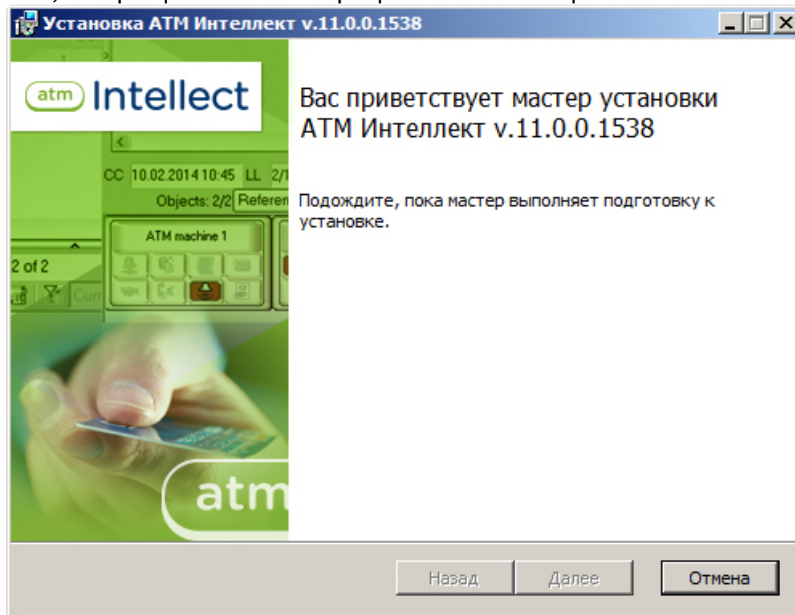 Установка АТМ Интеллект v.11.0.0.1538
atm Intellect
Вас приветствует мастер установки
АТМ Интеллект v.11.0.0.1538
CC 10.02.2014 10:45 LL
Objects: 2/2
Подождите, пока мастер выполняет подготовку к
установке.
ATM machine 1
2 of 2
atm
Назад
Далее
Отмена